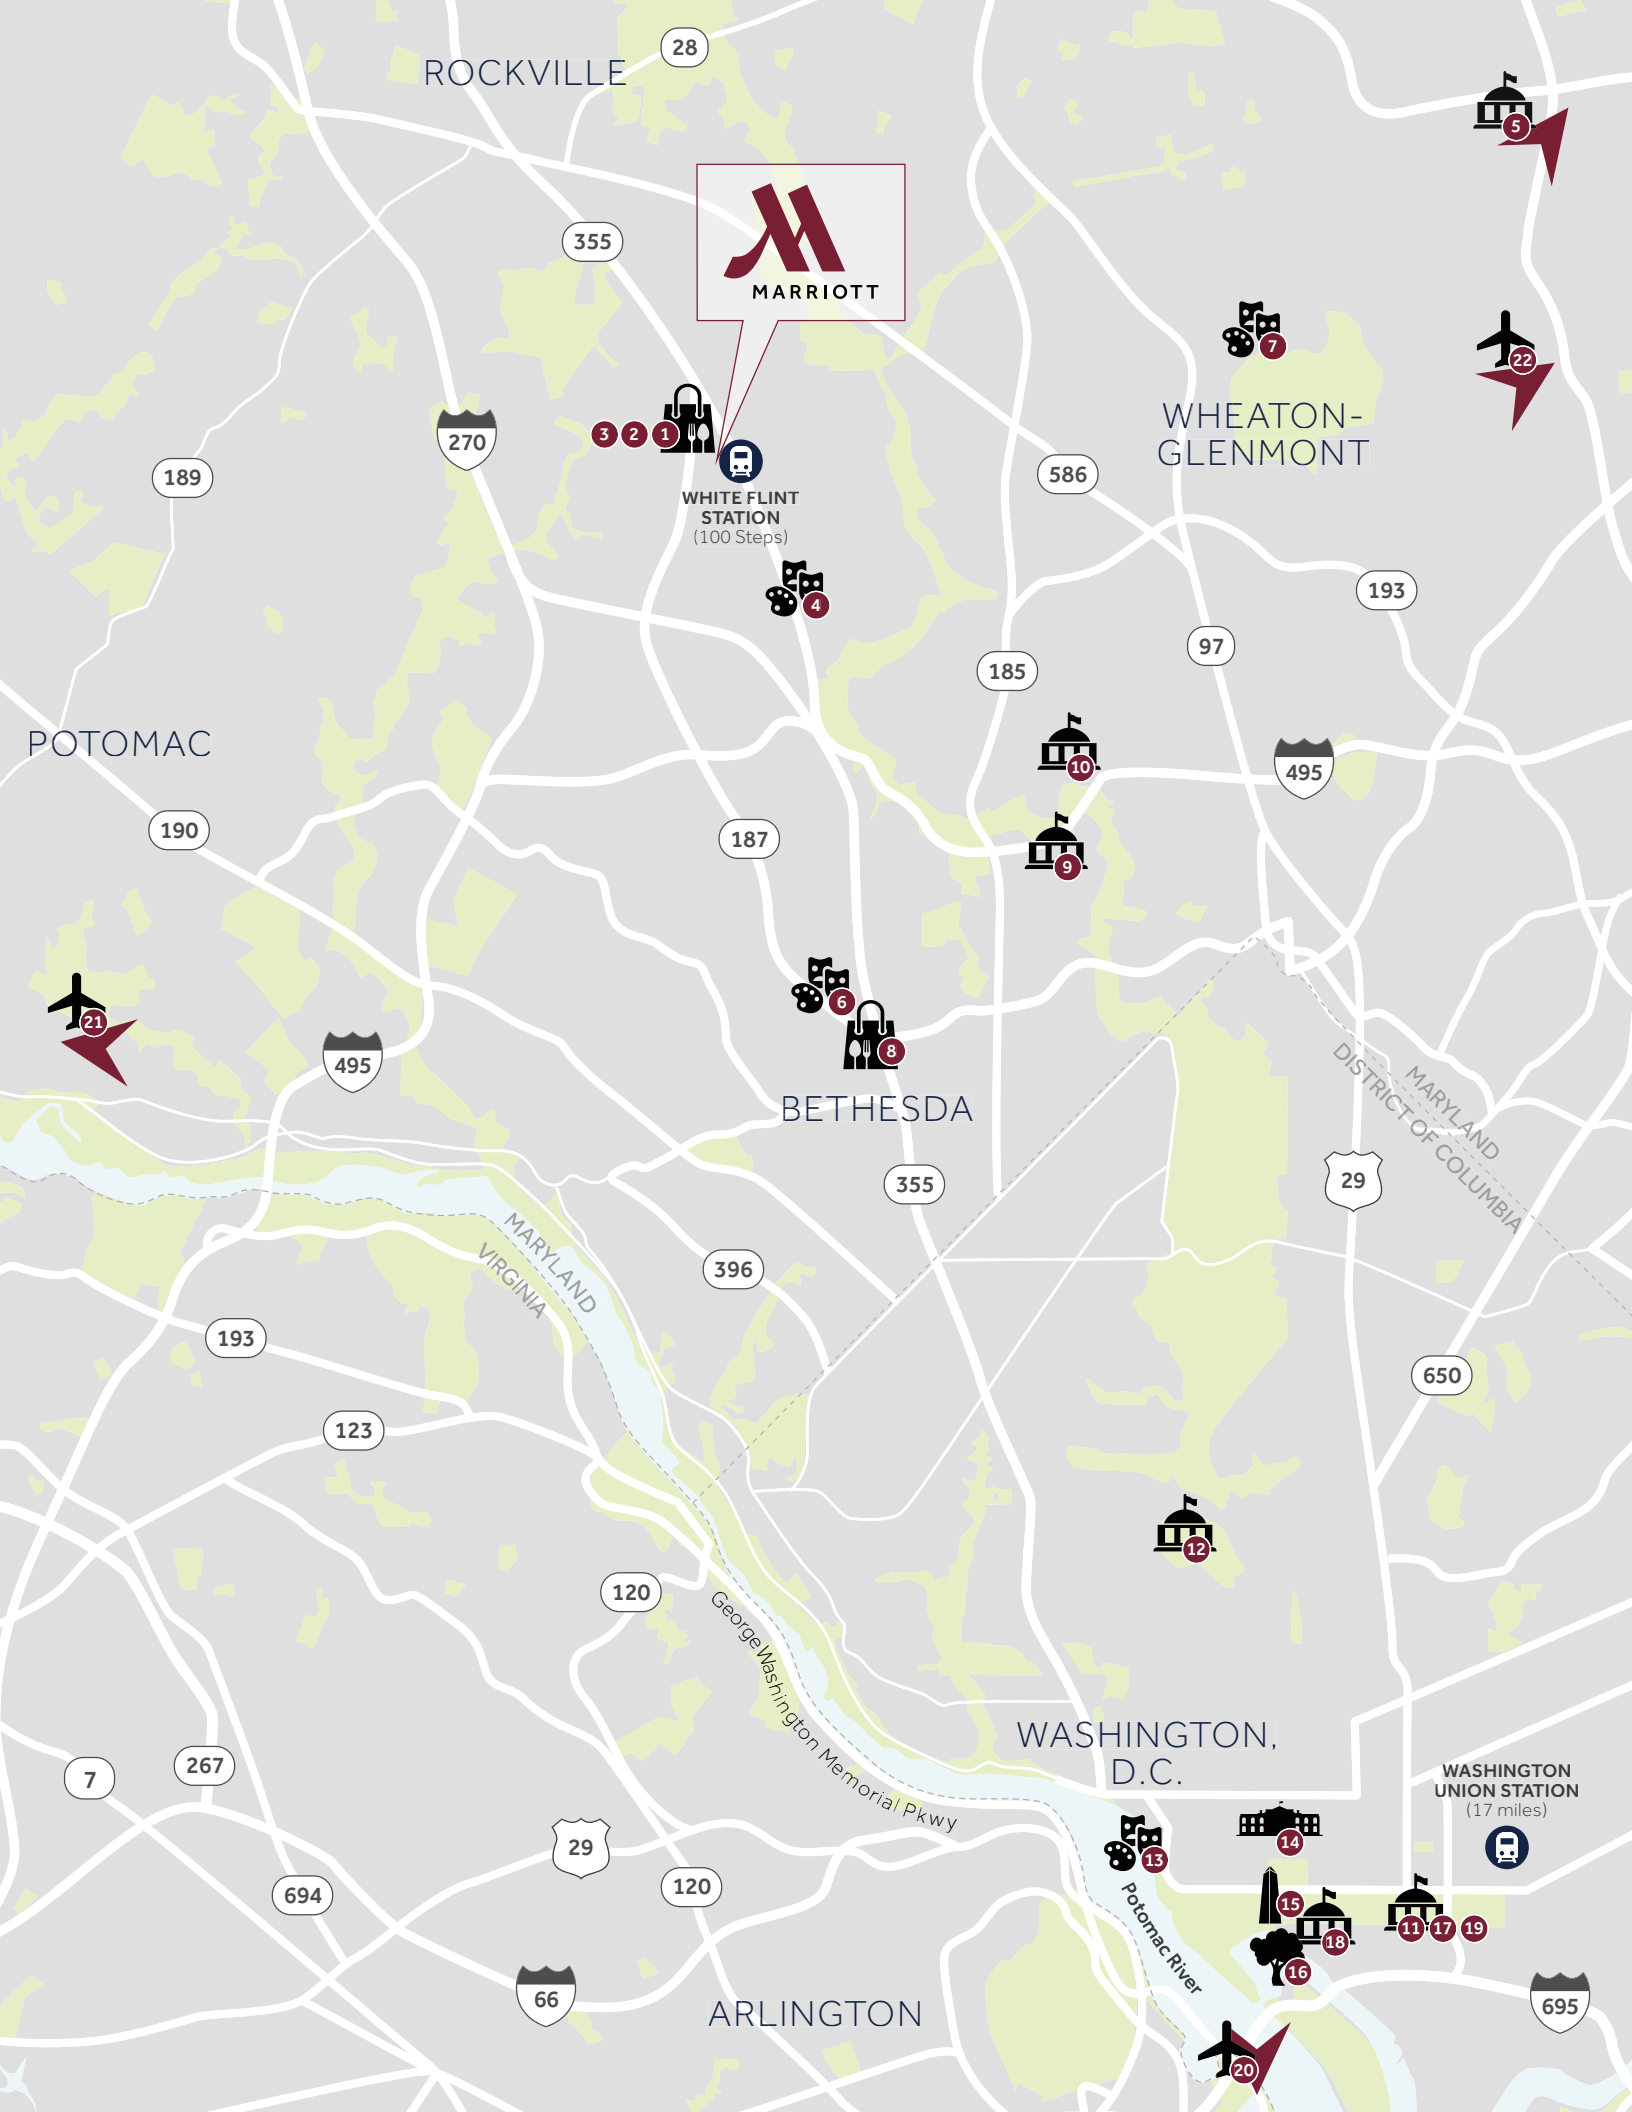 28
ROCKVILLE
5
355
MARRIOTT
7
22
WHEATON-
GLENMONT
270
3 2 1
189
586
WHITE FLINT
STATION
(100 Steps)
4
193
97
185
POTOMAC
10
495
190
187
9
6
21
8
495
BETHESDA
MARYLAND
DISTRICT OF COLUMBIA
355
29
MARYLAND
VIRGINIA
396
193
650
123
12
120
George Washington Memorial Pkwy
WASHINGTON,
D.C.
267
7
WASHINGTON
UNION STATION
(17 miles)
29
14
13
120
694
15
Potomac River
11 17 19
18
16
66
695
ARLINGTON
20